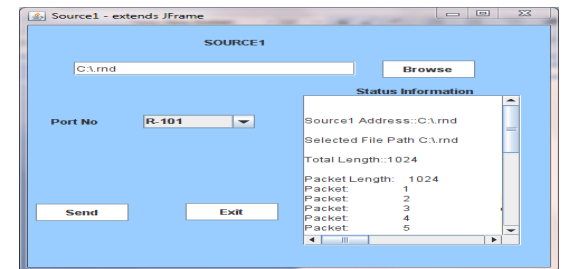 Source1 - extends JFrame
SOURCE1
C:\.rnd
Browse
Status Information
Port No R-101
Source1 Address::C:\.rnd
Selected File Path C:\.rnd
Total Length::1024
Packet Length: 1024
Packet: 1
Packet: 2
Packet: 3
Packet: 4
Packet: 5
Send Exit